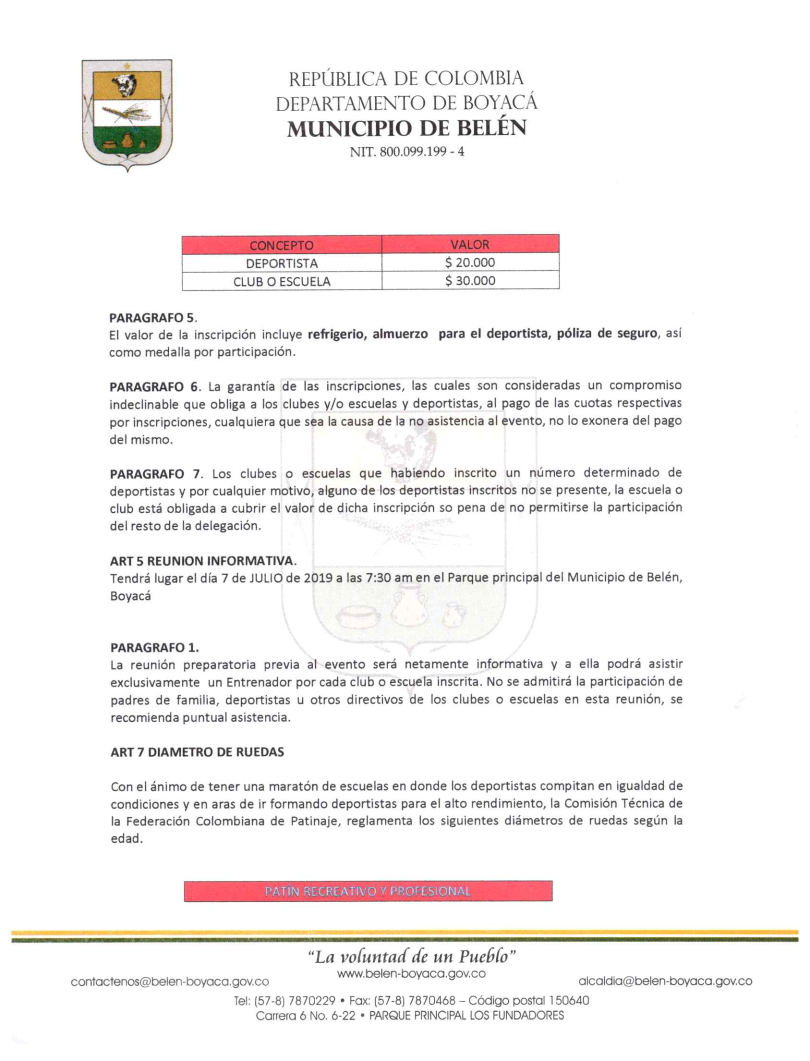 REPÚBLICA DE COLOMBIA
DEPARTAMENTO DE BOYACÁ
MUNICIPIO DE BELÉN
NIT. 800.099.199 - 4
CONCEPTO VALOR
DEPORTISTA $ 20.000
CLUB O ESCUELA $ 30.000
PARAGRAFO 5.
El valor de la inscripción incluye refrigerio, almuerzo para el deportista, póliza de seguro, así
como medalla por participación.
PARAGRAFO 6. La garantía de las inscripciones, las cuales son consideradas un compromiso
indeclinable que obliga a los clubes y/o escuelas y deportistas, al pago de las cuotas respectivas
por inscripciones, cualquiera que sea la causa de la no asistencia al evento, no lo exonera del pago
del mismo.
PARAGRAFO 7. Los clubes o escuelas que habiendo inscrito un número determinado de
deportistas y por cualquier motivo, alguno de los deportistas inscritos no se presente, la escuela o
club está obligada a cubrir el valor de dicha inscripción so pena de no permitirse la participación
del resto de la delegación.
ART 5 REUNION INFORMATIVA.
Tendrá lugar el día 7 de JULIO de 2019 a las 7:30 am en el Parque principal del Municipio de Belén,
Boyacá
PARAGRAFO 1.
La reunión preparatoria previa al evento será netamente informativa y a ella podrá asistir
exclusivamente un Entrenador por cada club o escuela inscrita. No se admitirá la participación de
padres de familia, deportistas u otros directivos de los clubes o escuelas en esta reunión, se
recomienda puntual asistencia.
ART 7 DIAMETRO DE RUEDAS
Con el ánimo de tener una maratón de escuelas en donde los deportistas compitan en igualdad de
condiciones y en aras de ir formando deportistas para el alto rendimiento, la Comisión Técnica de
la Federación Colombiana de Patinaje, reglamenta los siguientes diámetros de ruedas según la
edad.
PATIN RECREATIVO Y PROFESIONAL
"La voluntad de un Pueblo"
www.belen-boyaca.gov.co
contactenos@belen-boyaca.gov.co alcaldia@belen-boyaca.gov.co
Tel: (57-8) 7870229 • Fax: (57-8) 7870468 – Código postal 150640
Carrera 6 No. 6-22 • PARQUE PRINCIPAL LOS FUNDADORES